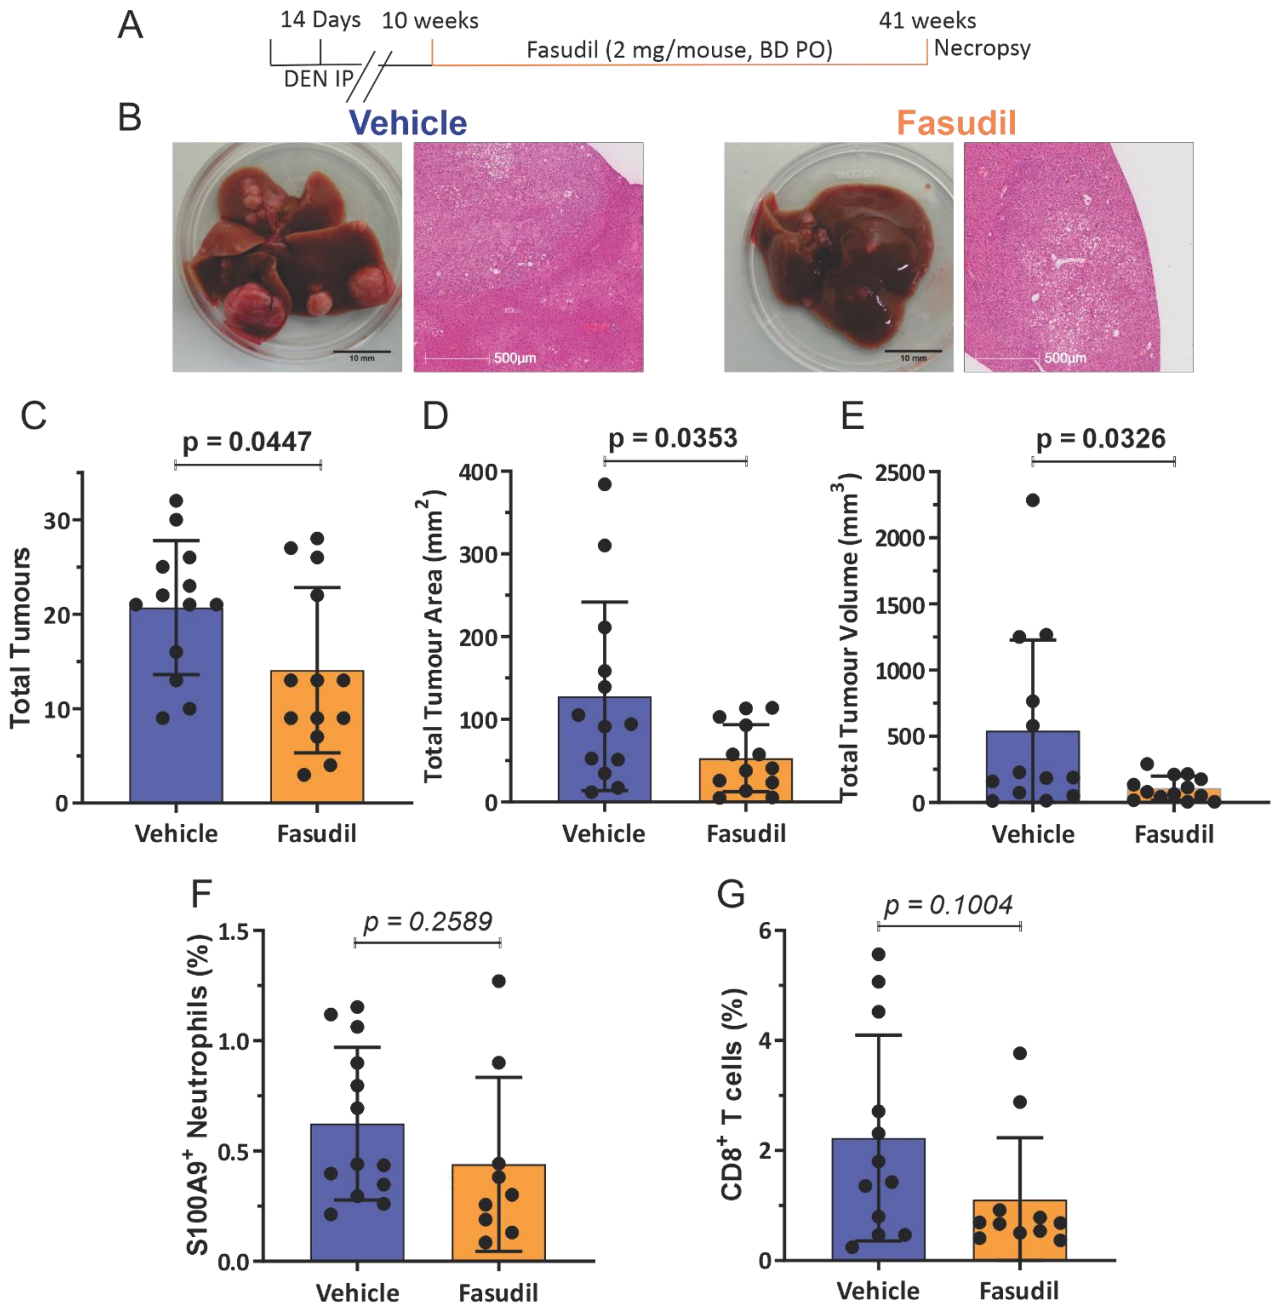 A
14 Days 10 weeks 41 weeks
Fasudil (2 mg/mouse, BD PO) Necropsy
DEN IP
B
Vehicle Fasudil
10 mm 500µm 10 mm 500µm
C
p = 0.0447
Total Tumours
30
20
10
0
Vehicle Fasudil
D
p = 0.0353
Total Tumour Area (mm²)
400
300
200
100
0
Vehicle Fasudil
E
p = 0.0326
Total Tumour Volume (mm³)
2500
2000
1500
1000
500
0
Vehicle Fasudil
F
p = 0.2589
S100A9⁺ Neutrophils (%)
1.5
1.0
0.5
0.0
Vehicle Fasudil
G
p = 0.1004
CD8⁺ T cells (%)
6
4
2
0
Vehicle Fasudil